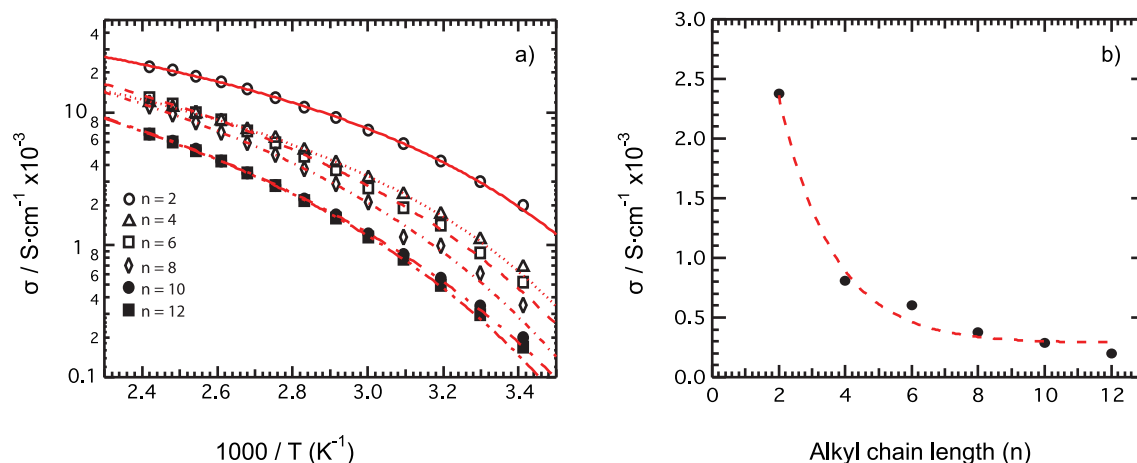 a)
4
2
10
8
6
4
2
1
8
6
4
2
0.1
σ / S·cm⁻¹ x10⁻³
n = 2
n = 4
n = 6
n = 8
n = 10
n = 12
2.4 2.6 2.8 3.0 3.2 3.4
1000 / T (K⁻¹)
b)
3.0
2.5
2.0
1.5
1.0
0.5
0.0
σ / S·cm⁻¹ x10⁻³
0 2 4 6 8 10 12
Alkyl chain length (n)